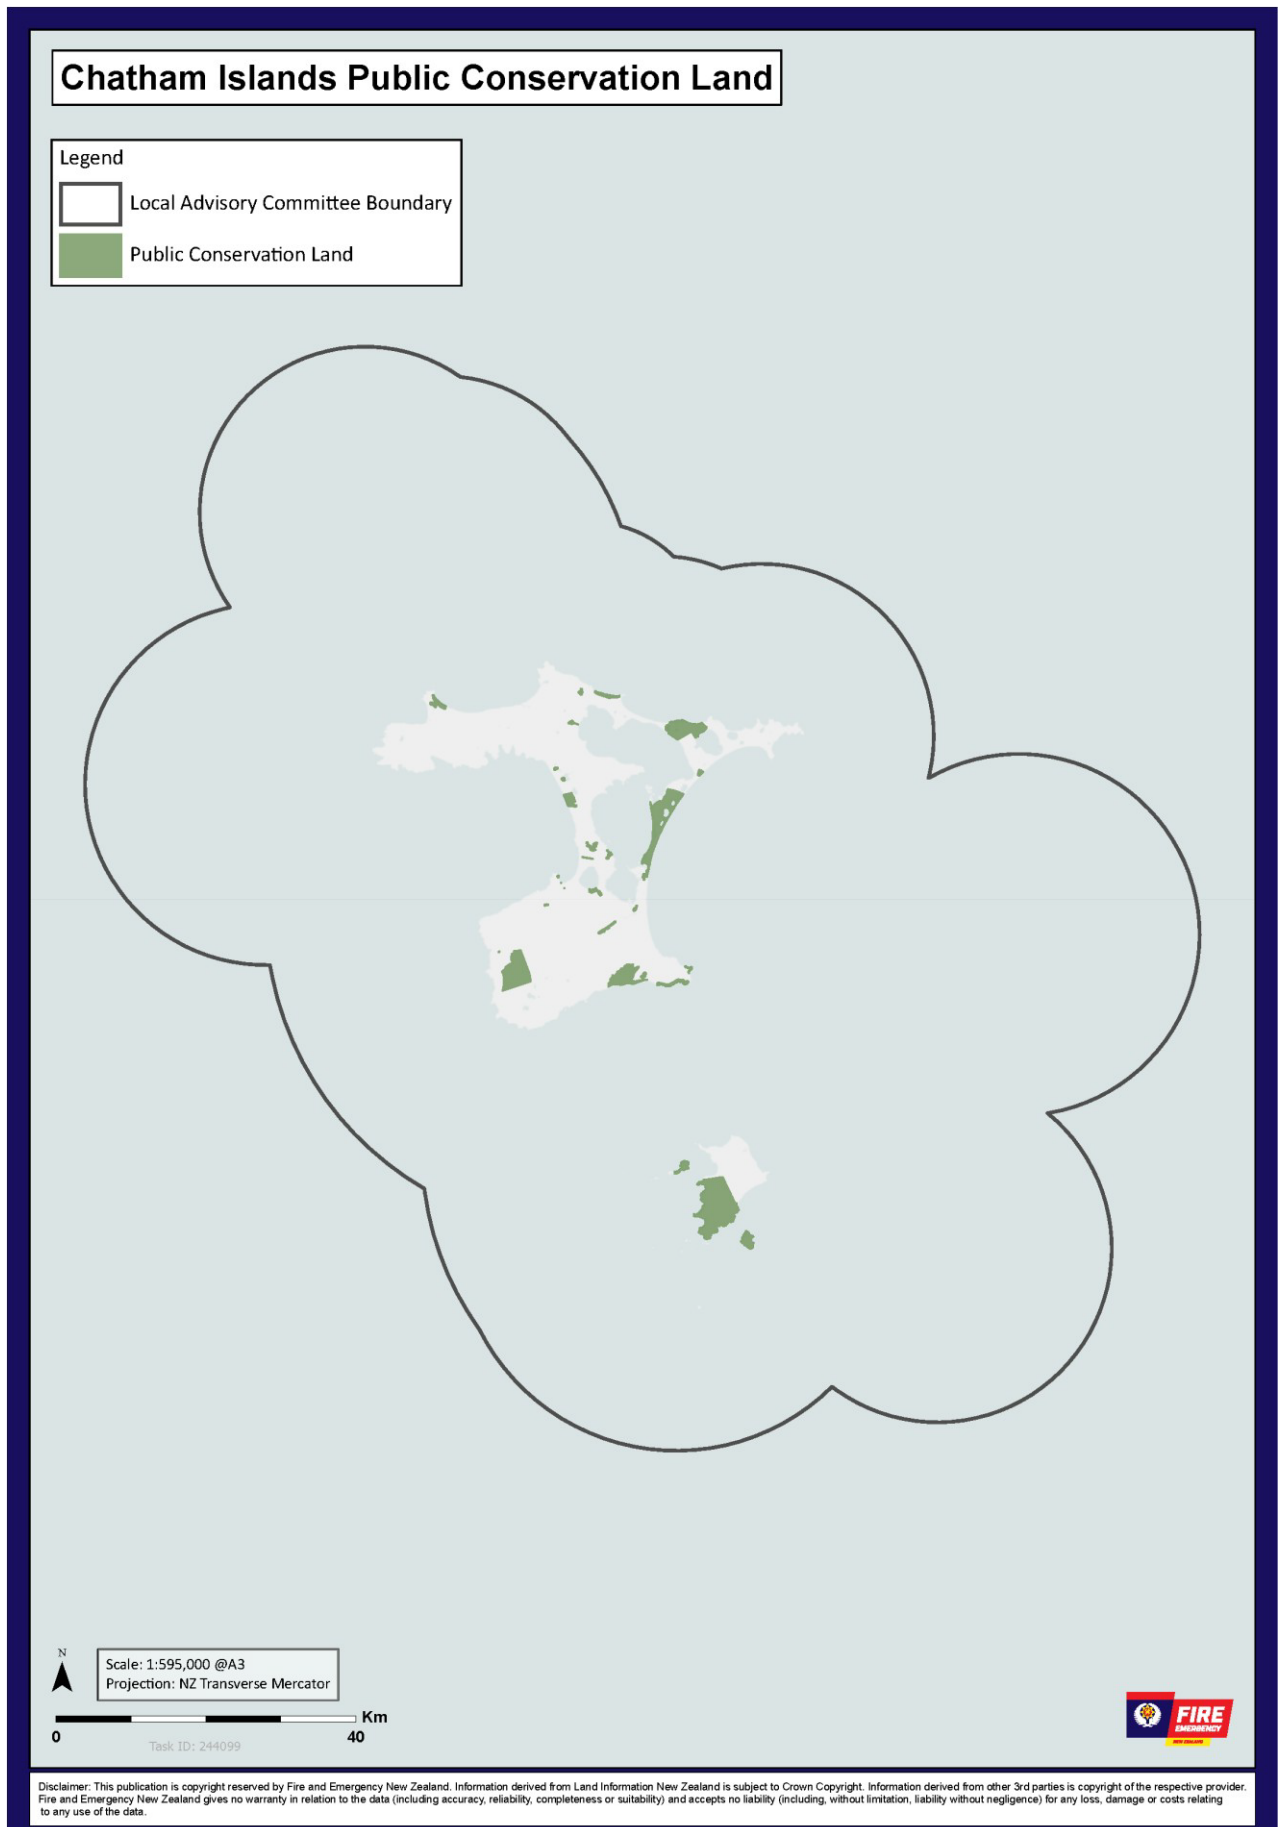 Chatham Islands Public Conservation Land
Legend
Local Advisory Committee Boundary
Public Conservation Land
N
Scale: 1:595,000 @A3
Projection: NZ Transverse Mercator
Km
0 40
Task ID: 244099
FIRE
EMERGENCY
NEW ZEALAND
Disclaimer: This publication is copyright reserved by Fire and Emergency New Zealand. Information derived from Land Information New Zealand is subject to Crown Copyright. Information derived from other 3rd parties is copyright of the respective provider.
Fire and Emergency New Zealand gives no warranty in relation to the data (including accuracy, reliability, completeness or suitability) and accepts no liability (including, without limitation, liability without negligence) for any loss, damage or costs relating
to any use of the data.